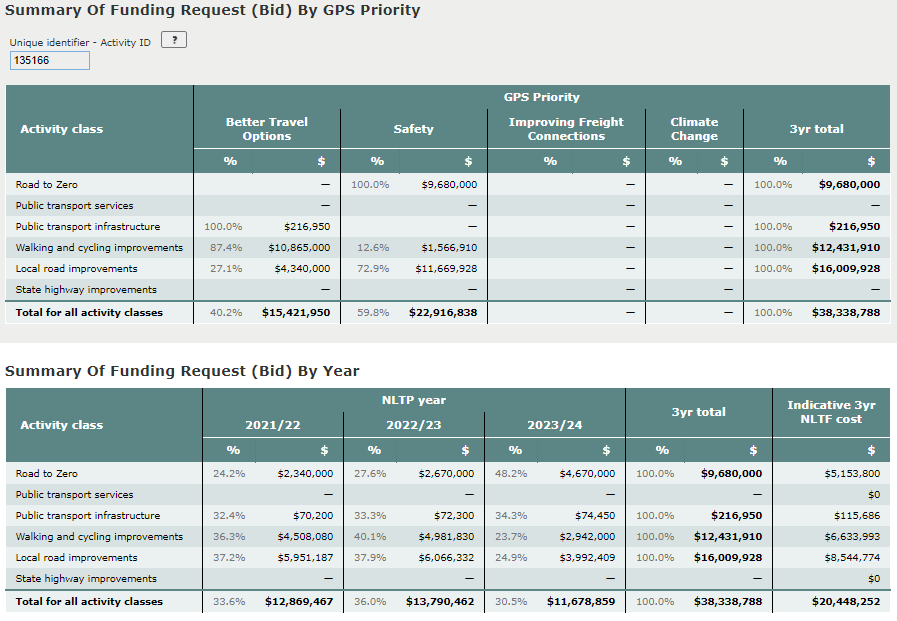 Summary Of Funding Request (Bid) By GPS Priority
Unique identifier - Activity ID ?
135166
GPS Priority
Activity class Better Travel Options Safety Improving Freight Connections Climate Change 3yr total
% $ % $ % $ % $ % $
Road to Zero — 100.0% $9,680,000 — — 100.0% $9,680,000
Public transport services — — — — —
Public transport infrastructure 100.0% $216,950 — — — 100.0% $216,950
Walking and cycling improvements 87.4% $10,865,000 12.6% $1,566,910 — — 100.0% $12,431,910
Local road improvements 27.1% $4,340,000 72.9% $11,669,928 — — 100.0% $16,009,928
State highway improvements — — — — —
Total for all activity classes 40.2% $15,421,950 59.8% $22,916,838 — — 100.0% $38,338,788
Summary Of Funding Request (Bid) By Year
NLTP year
Activity class 2021/22 2022/23 2023/24 3yr total Indicative 3yr NLTF cost
% $ % $ % $ % $ $
Road to Zero 24.2% $2,340,000 27.6% $2,670,000 48.2% $4,670,000 100.0% $9,680,000 $5,153,800
Public transport services — — — — $0
Public transport infrastructure 32.4% $70,200 33.3% $72,300 34.3% $74,450 100.0% $216,950 $115,686
Walking and cycling improvements 36.3% $4,508,080 40.1% $4,981,830 23.7% $2,942,000 100.0% $12,431,910 $6,633,993
Local road improvements 37.2% $5,951,187 37.9% $6,066,332 24.9% $3,992,409 100.0% $16,009,928 $8,544,774
State highway improvements — — — — $0
Total for all activity classes 33.6% $12,869,467 36.0% $13,790,462 30.5% $11,678,859 100.0% $38,338,788 $20,448,252